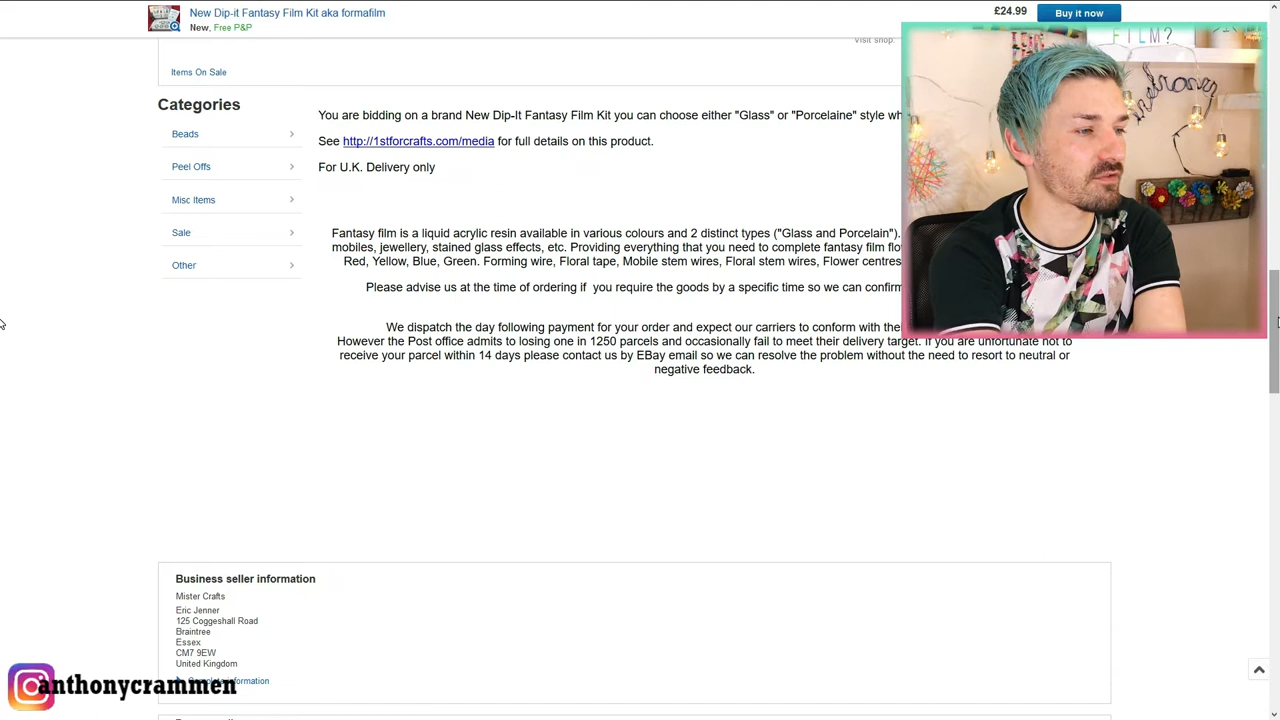 New Dip-it Fantasy Film Kit aka formafilm
New, Free P&P
£24.99
Buy it now
Visit shop:
Items On Sale
FILM?
Categories
Beads
Peel Offs
Misc Items
Sale
Other
You are bidding on a brand New Dip-It Fantasy Film Kit you can choose either "Glass" or "Porcelaine" style
See http://1stforcrafts.com/media for full details on this product.
For U.K. Delivery only
Fantasy film is a liquid acrylic resin available in various colours and 2 distinct types ("Glass and Porcelain").
mobiles, jewellery, stained glass effects, etc. Providing everything that you need to complete fantasy film
Red, Yellow, Blue, Green. Forming wire, Floral tape, Mobile stem wires, Floral stem wires, Flower centres
Please advise us at the time of ordering if you require the goods by a specific time so we can
We dispatch the day following payment for your order and expect our carriers to conform with
However the Post office admits to losing one in 1250 parcels and occasionally fail to meet their delivery target. If you are unfortunate not to
receive your parcel within 14 days please contact us by EBay email so we can resolve the problem without the need to resort to neutral or
negative feedback.
Business seller information
Mister Crafts
Eric Jenner
125 Coggeshall Road
Braintree
Essex
CM7 9EW
United Kingdom
information
anthonycrammen